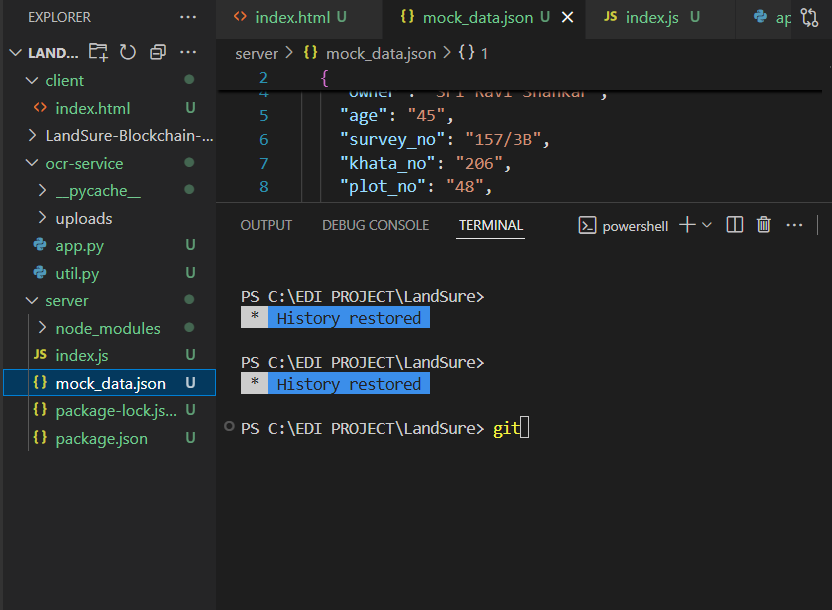 EXPLORER
LAND...
client
index.html U
LandSure-Blockchain-...
ocr-service
__pycache__
uploads
app.py U
util.py U
server
node_modules
JS index.js U
{} mock_data.json U
{} package-lock.js... U
{} package.json U
index.html U
{} mock_data.json U
JS index.js U
ap
server > {} mock_data.json > {} 1
2 {
4 "owner": "Sri Ravi Shankar",
5 "age": "45",
6 "survey_no": "157/3B",
7 "khata_no": "206",
8 "plot_no": "48",
OUTPUT DEBUG CONSOLE TERMINAL powershell
PS C:\EDI PROJECT\LandSure>
* History restored
PS C:\EDI PROJECT\LandSure>
* History restored
PS C:\EDI PROJECT\LandSure> git